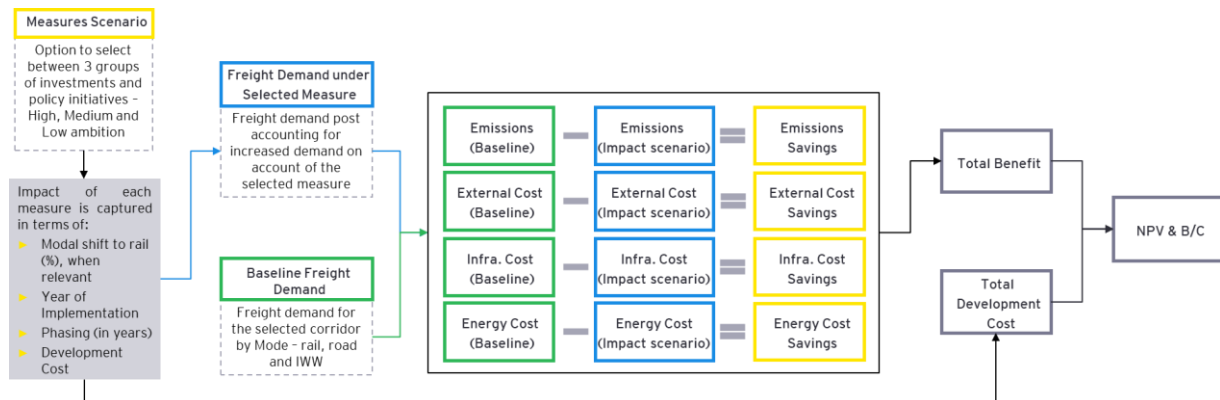 Measures Scenario
Option to select
between 3 groups
of investments and
policy initiatives –
High, Medium and
Low ambition
Impact of each
measure is captured
in terms of:
Modal shift to rail
(%), when
relevant
Year of
Implementation
Phasing (in years)
Development
Cost
Freight Demand under
Selected Measure
Freight demand post
accounting for
increased demand on
account of the
selected measure
Baseline Freight
Demand
Freight demand for
the selected corridor
by Mode – rail, road
and IWW
Emissions
(Baseline)
Emissions
(Impact scenario)
Emissions
Savings
External Cost
(Baseline)
External Cost
(Impact scenario)
External Cost
Savings
Infra. Cost
(Baseline)
Infra. Cost
(Impact scenario)
Infra. Cost
Savings
Energy Cost
(Baseline)
Energy Cost
(Impact scenario)
Energy Cost
Savings
Total Benefit
Total
Development
Cost
NPV & B/C